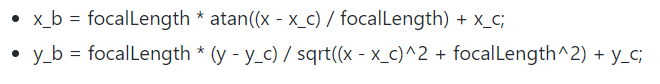 • x_b = focalLength * atan((x - x_c) / focalLength) + x_c;
• y_b = focalLength * (y - y_c) / sqrt((x - x_c)^2 + focalLength^2) + y_c;